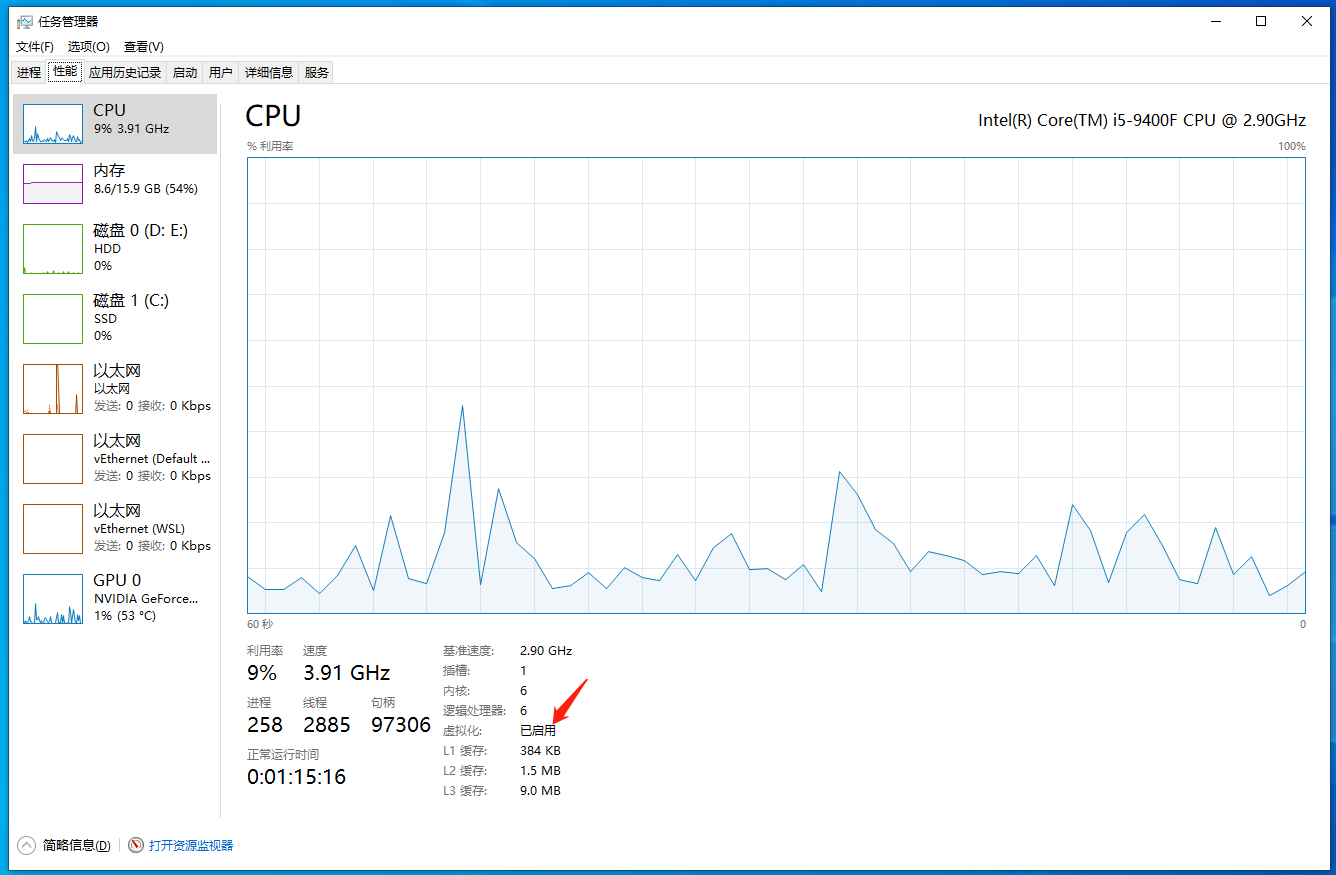 任务管理器
文件(F) 选项(O) 查看(V)
进程 性能 应用历史记录 启动 用户 详细信息 服务
CPU
9% 3.91 GHz
内存
8.6/15.9 GB (54%)
磁盘 0 (D: E:)
HDD
0%
磁盘 1 (C:)
SSD
0%
以太网
以太网
发送: 0 接收: 0 Kbps
以太网
vEthernet (Default ...
发送: 0 接收: 0 Kbps
以太网
vEthernet (WSL)
发送: 0 接收: 0 Kbps
GPU 0
NVIDIA GeForce...
1% (53 °C)
CPU
Intel(R) Core(TM) i5-9400F CPU @ 2.90GHz
% 利用率
100%
60 秒
0
利用率 速度
9% 3.91 GHz
进程 线程 句柄
258 2885 97306
正常运行时间
0:01:15:16
基准速度: 2.90 GHz
插槽: 1
内核: 6
逻辑处理器: 6
虚拟化: 已启用
L1 缓存: 384 KB
L2 缓存: 1.5 MB
L3 缓存: 9.0 MB
简略信息(D)
打开资源监视器